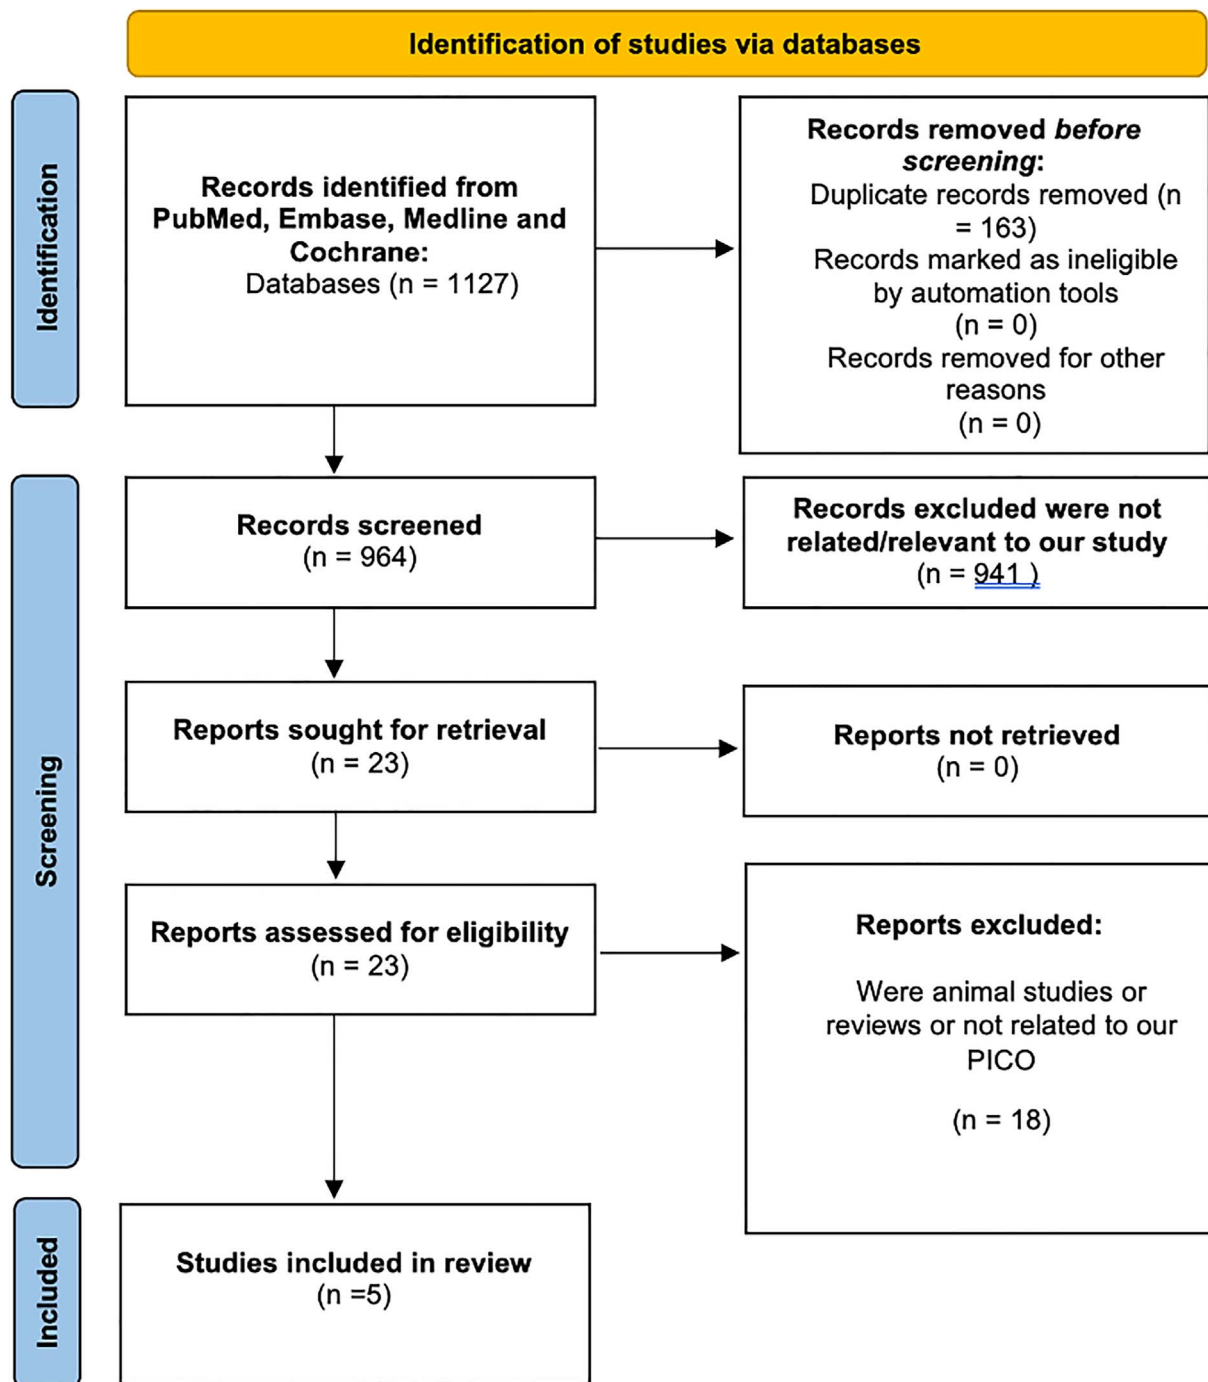 Identification of studies via databases
Identification
Records identified from
PubMed, Embase, Medline and
Cochrane:
Databases (n = 1127)
Records removed before
screening:
Duplicate records removed (n
= 163)
Records marked as ineligible
by automation tools
(n = 0)
Records removed for other
reasons
(n = 0)
Screening
Records screened
(n = 964)
Records excluded were not
related/relevant to our study
(n = 941 )
Reports sought for retrieval
(n = 23)
Reports not retrieved
(n = 0)
Reports assessed for eligibility
(n = 23)
Reports excluded:
Were animal studies or
reviews or not related to our
PICO
(n = 18)
Included
Studies included in review
(n =5)